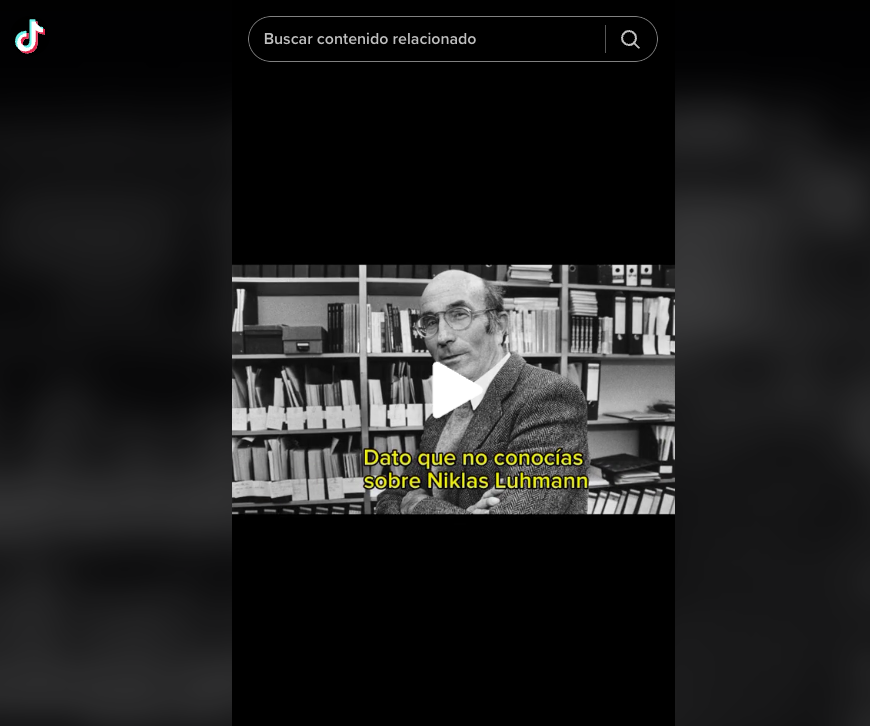 Buscar contenido relacionado
Dato que no conocías
sobre Niklas Luhmann